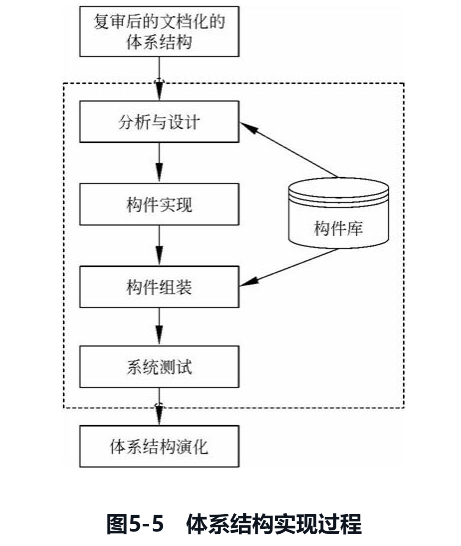 复审后的文档化的
体系结构
分析与设计
构件实现
构件库
构件组装
系统测试
体系结构演化
图5-5 体系结构实现过程